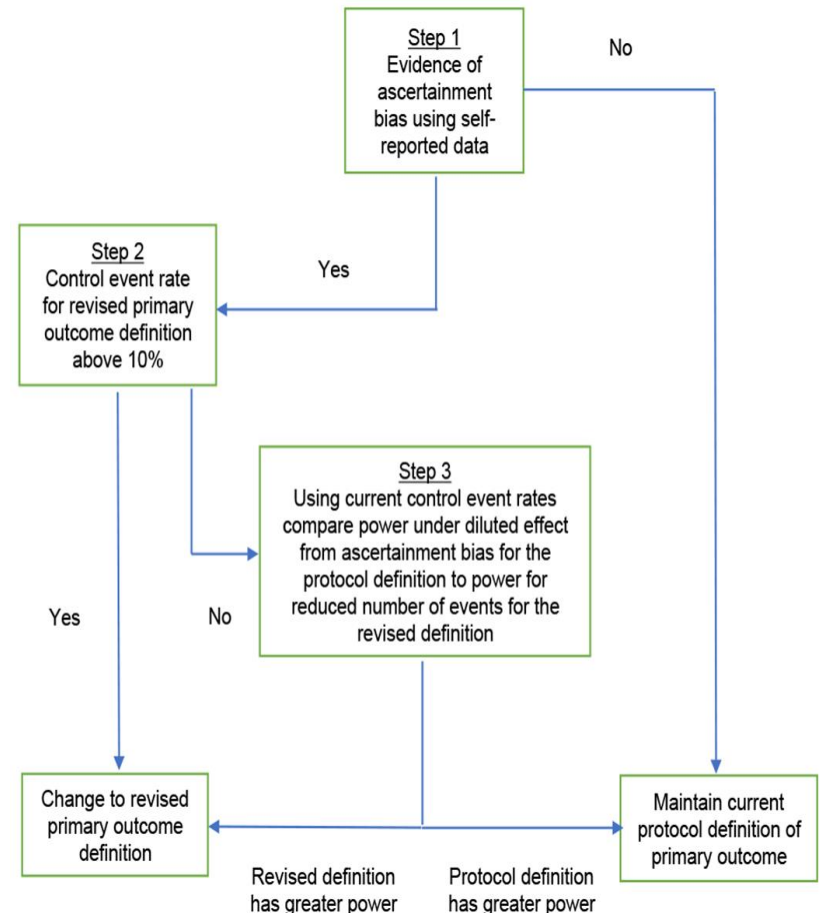 Step 1
Evidence of
ascertainment
bias using self-
reported data
No
Step 2
Control event rate
for revised primary
outcome definition
above 10%
Yes
Step 3
Using current control event rates
compare power under diluted effect
from ascertainment bias for the
protocol definition to power for
reduced number of events for the
revised definition
Yes
No
Change to revised
primary outcome
definition
Maintain current
protocol definition of
primary outcome
Revised definition
has greater power
Protocol definition
has greater power